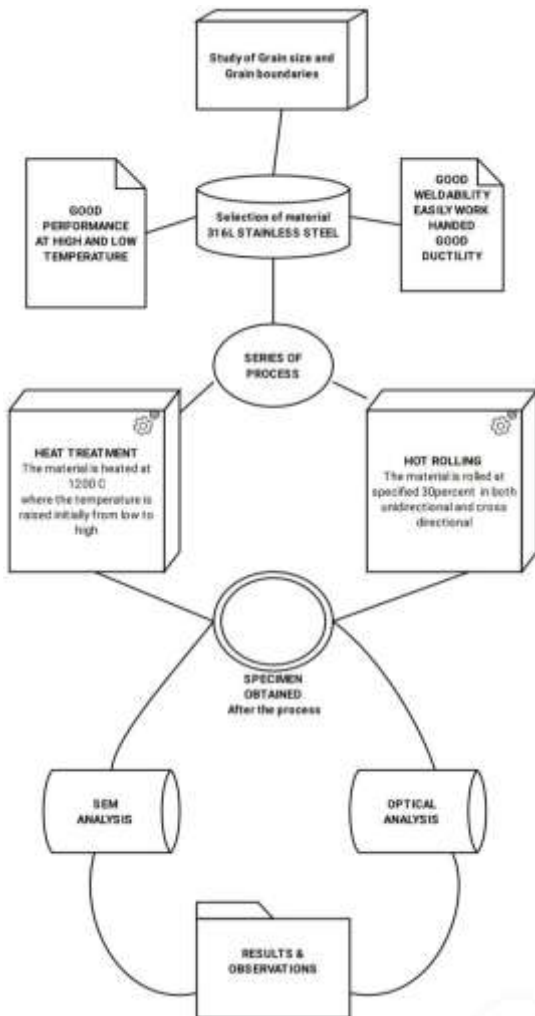 Study of Grain size and
Grain boundaries
GOOD
PERFORMANCE
AT HIGH AND LOW
TEMPERATURE
Selection of material
316L STAINLESS STEEL
GOOD
WELDABILITY
EASILY WORK
HANDED
GOOD
DUCTILITY
SERIES OF
PROCESS
HEAT TREATMENT
The material is heated at
1200 C
where the temperature is
raised initially from low to
high
HOT ROLLING
The material is rolled at
specified 30percent in both
unidirectional and cross
directional
SPECIMEN
OBTAINED
After the process
SEM
ANALYSIS
OPTICAL
ANALYSIS
RESULTS &
OBSERVATIONS